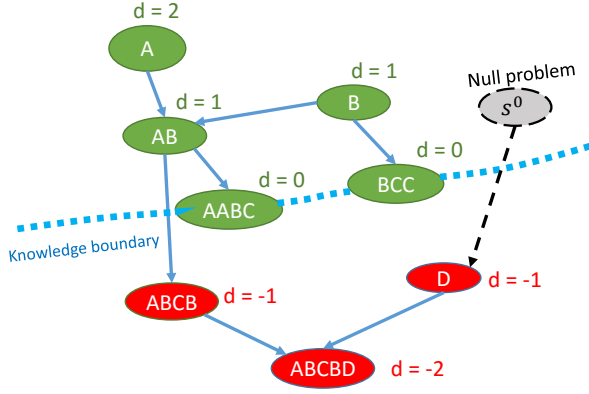 d = 2
A
d = 1
d = 1
B
Null problem
s⁰
AB
d = 0
d = 0
BCC
AABC
Knowledge boundary
D
d = -1
ABCB
d = -1
ABCBD
d = -2